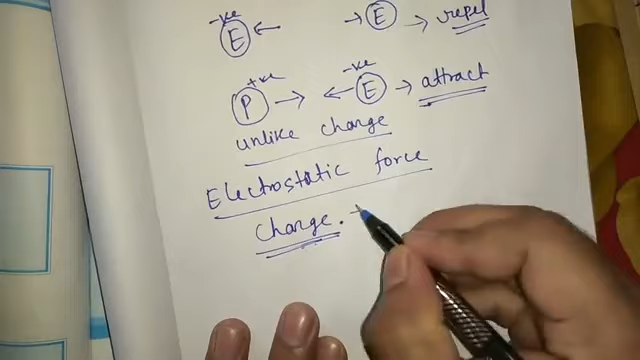 -ve
E ← → E → repel
+ve -ve
P → ← E → attract
unlike charge
Electrostatic force
charge.